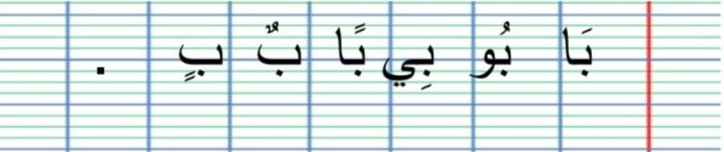 بَا بُو بِي بًا بٌ بٍ .